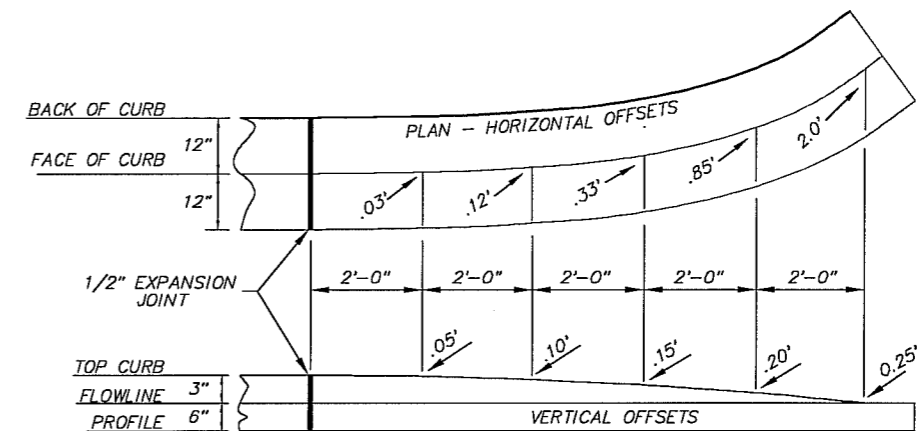 BACK OF CURB
PLAN - HORIZONTAL OFFSETS
12"
FACE OF CURB
.03'
.12'
.33'
.85'
2.0'
12"
1/2" EXPANSION
JOINT
2'-0"
2'-0"
2'-0"
2'-0"
2'-0"
.05'
.10'
.15'
.20'
0.25'
TOP CURB
FLOWLINE 3"
PROFILE 6"
VERTICAL OFFSETS